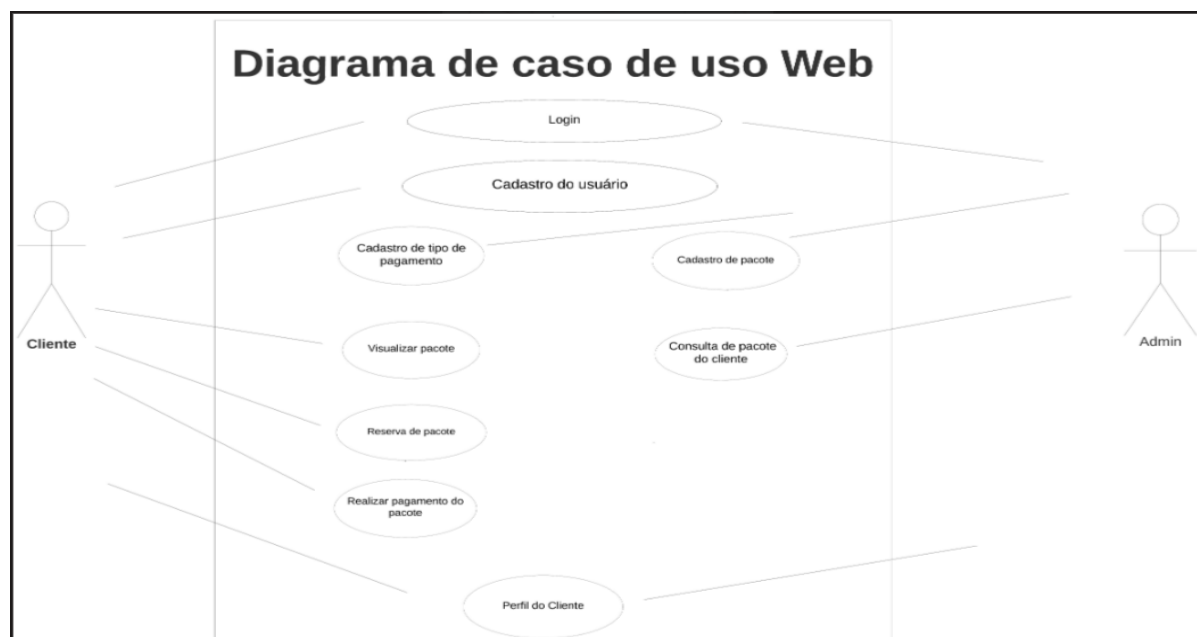 Diagrama de caso de uso Web
Login
Cadastro do usuário
Cadastro de tipo de
pagamento
Cadastro de pacote
Cliente
Visualizar pacote
Consulta de pacote
do cliente
Admin
Reserva de pacote
Realizar pagamento do
pacote
Perfil do Cliente